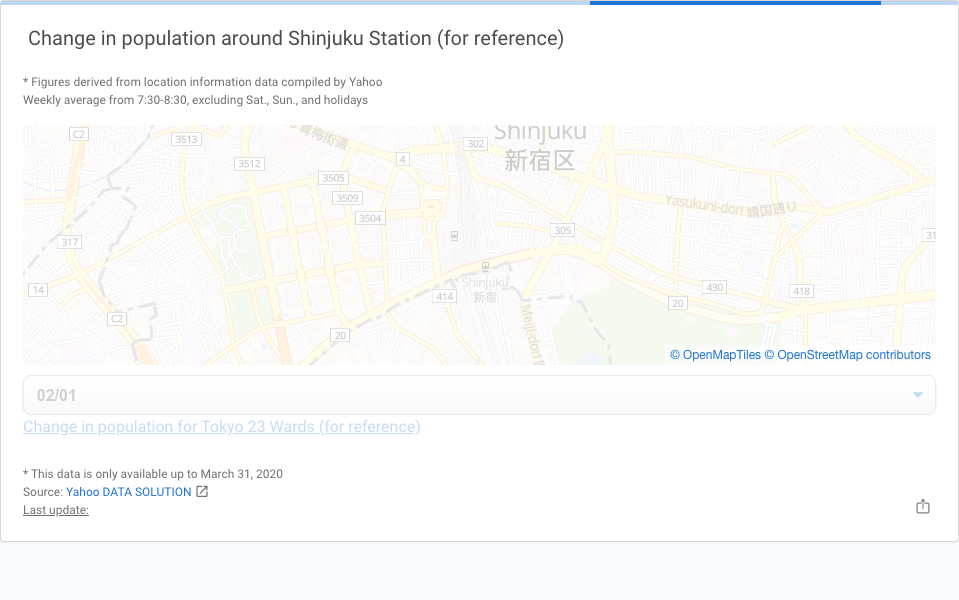 Change in population around Shinjuku Station (for reference)
* Figures derived from location information data compiled by Yahoo
Weekly average from 7:30-8:30, excluding Sat., Sun., and holidays
C2
3513
青梅街道
302
Shinjuku
新宿区
3512
4
3505
3509
3504
Yasukuni-dori 靖国通り
317
305
31
14
414
Shinjuku
新宿
430
418
20
C2
20
Meiji-dori
© OpenMapTiles © OpenStreetMap contributors
02/01
Change in population for Tokyo 23 Wards (for reference)
* This data is only available up to March 31, 2020
Source: Yahoo DATA SOLUTION
Last update: